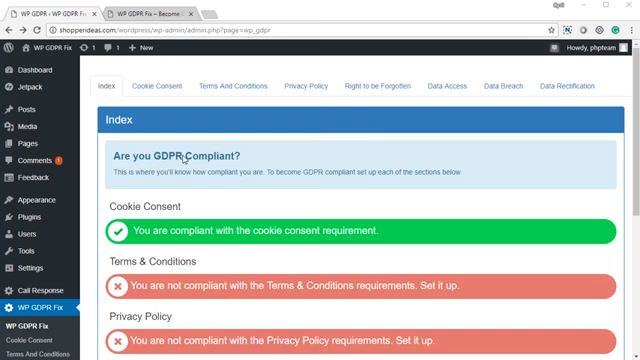 WP GDPR ‹ WP GDPR Fix
WP GDPR Fix – Become
shopperideas.com/wordpress/wp-admin/admin.php?page=wp_gdpr
WP GDPR Fix
1
1
New
Howdy, phpteam
Dashboard
Jetpack
Posts
Media
Pages
Comments 1
Feedback
Appearance
Plugins
Users
Tools
Settings
Call Response
WP GDPR Fix
WP GDPR Fix
Cookie Consent
Terms And Conditions
Index Cookie Consent Terms And Conditions Privacy Policy Right to be Forgotten Data Access Data Breach Data Rectification
Index
Are you GDPR Compliant?
This is where you'll know how compliant you are. To become GDPR compliant set up each of the sections below.
Cookie Consent
You are compliant with the cookie consent requirement.
Terms & Conditions
You are not compliant with the Terms & Conditions requirements. Set it up.
Privacy Policy
You are not compliant with the Privacy Policy requirements. Set it up.